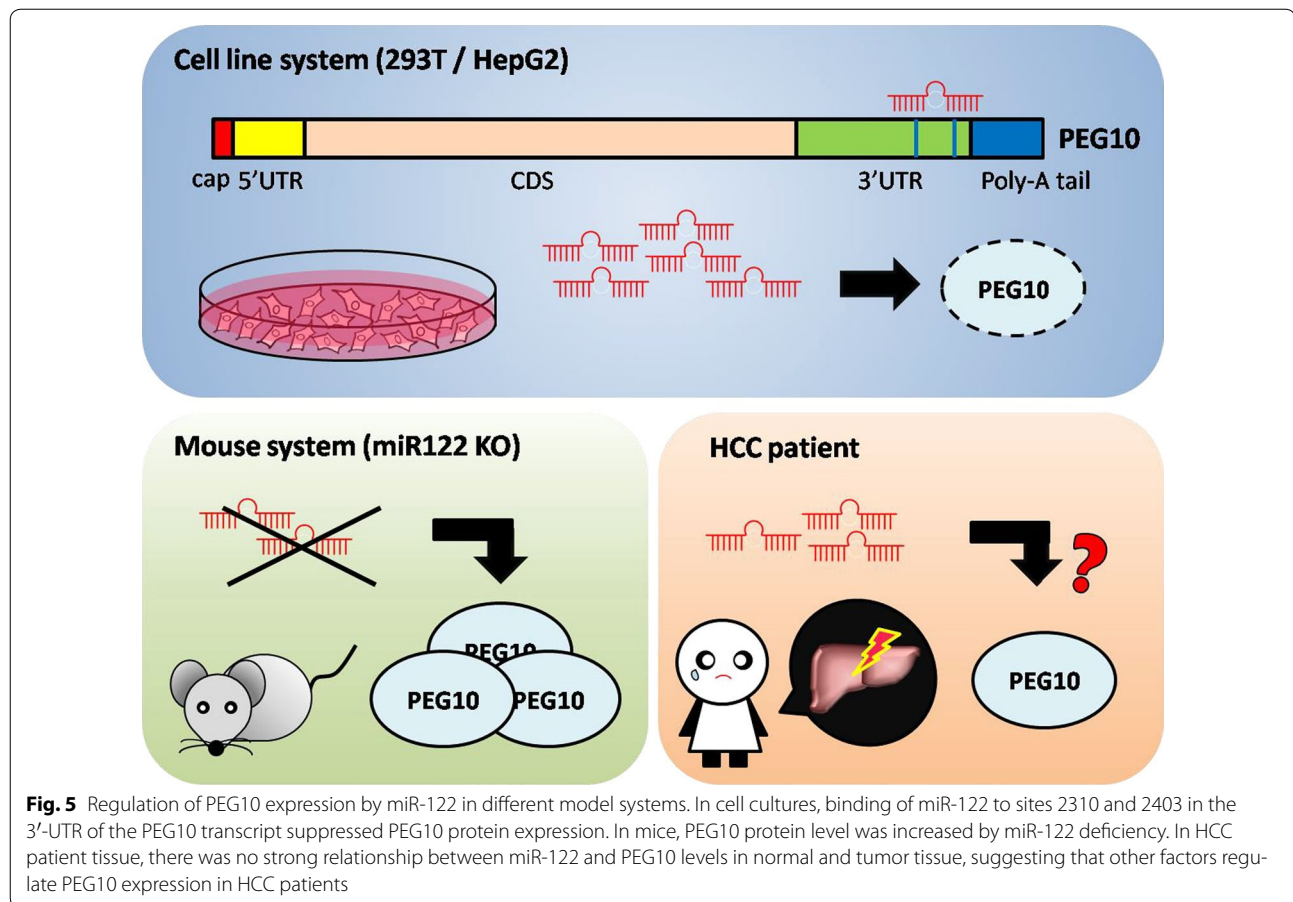 Cell line system (293T / HepG2)
PEG10
cap 5'UTR CDS 3'UTR Poly-A tail
PEG10
Mouse system (miR122 KO)
PEG10
PEG10 PEG10
HCC patient
?
PEG10
Fig. 5 Regulation of PEG10 expression by miR-122 in different model systems. In cell cultures, binding of miR-122 to sites 2310 and 2403 in the
3′-UTR of the PEG10 transcript suppressed PEG10 protein expression. In mice, PEG10 protein level was increased by miR-122 deficiency. In HCC
patient tissue, there was no strong relationship between miR-122 and PEG10 levels in normal and tumor tissue, suggesting that other factors regu-
late PEG10 expression in HCC patients